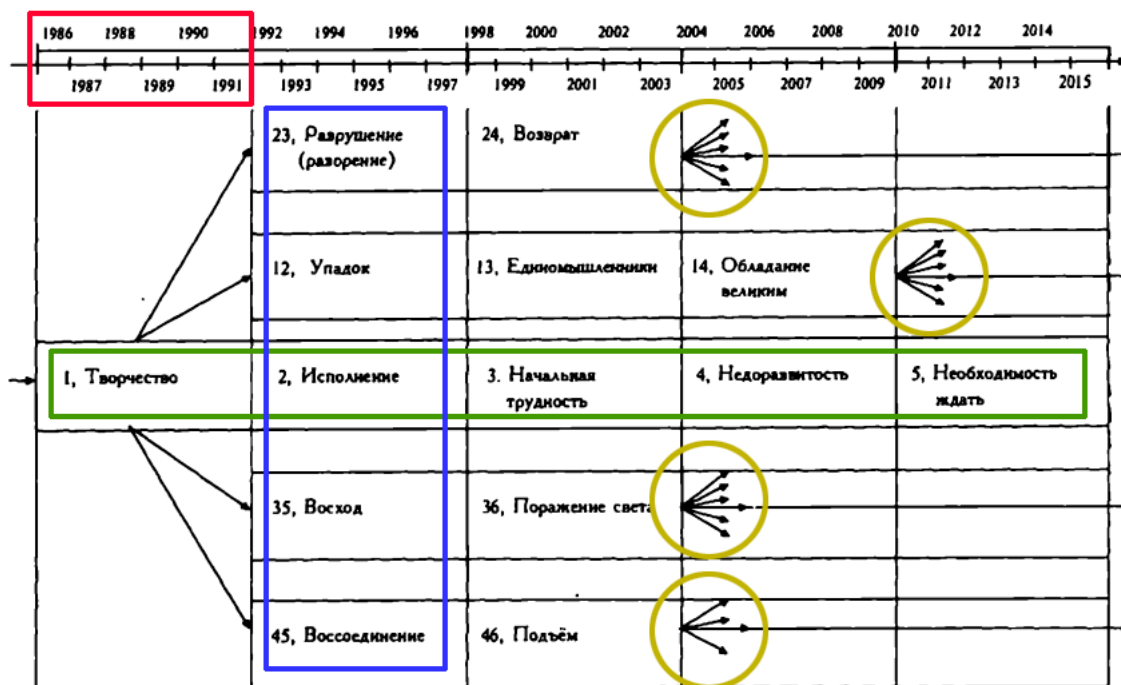 1986 1988 1990 1992 1994 1996 1998 2000 2002 2004 2006 2008 2010 2012 2014
1987 1989 1991 1993 1995 1997 1999 2001 2003 2005 2007 2009 2011 2013 2015
23, Разрушение
(разорение)
24, Возврат
12, Упадок
13, Единомышленники
14, Обладание
великим
1, Творчество
2, Исполнение
3. Начальная
трудность
4, Недоразвитость
5, Необходимость
ждать
35, Восход
36, Поражение света
45, Воссоединение
46, Подъём